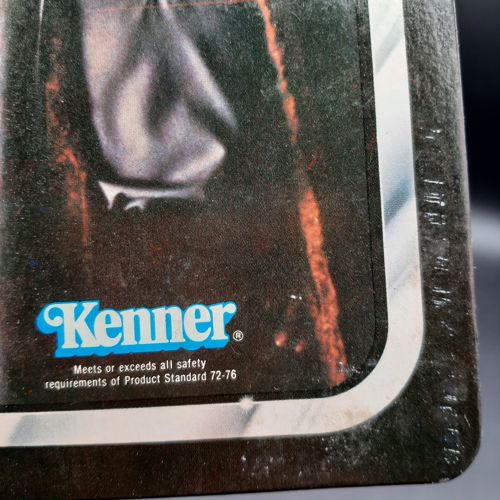 Kenner®
Meets or exceeds all safety
requirements of Product Standard 72-76